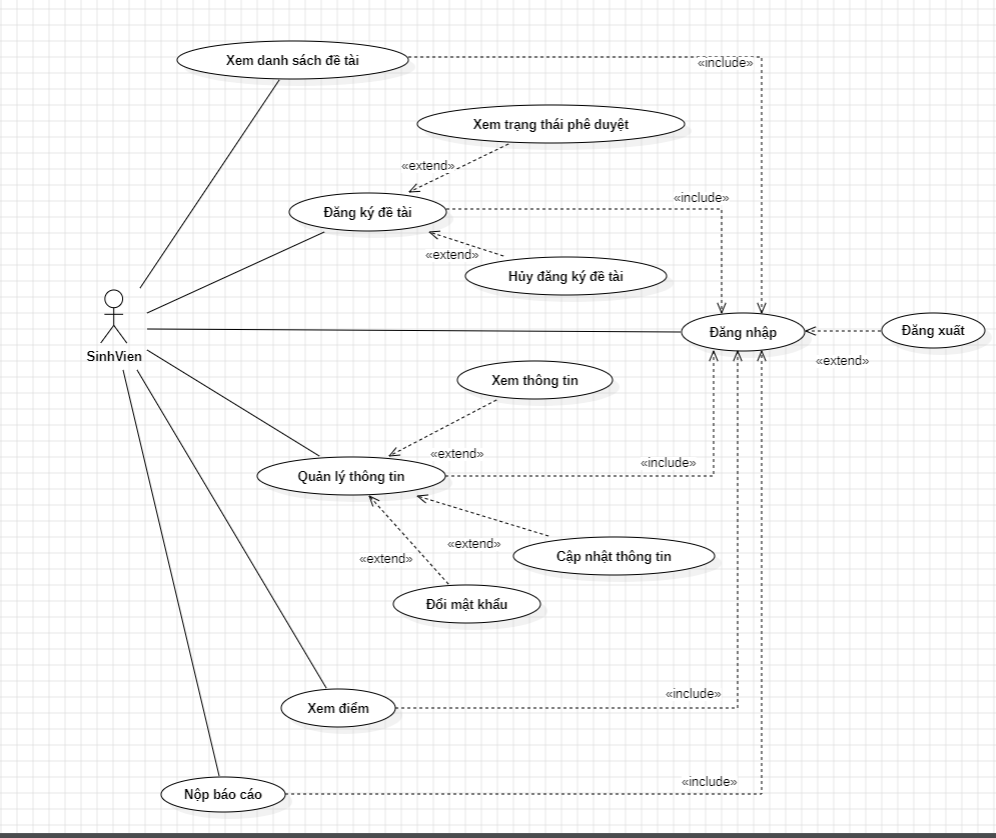 Xem danh sách đề tài
«include»
Xem trạng thái phê duyệt
«extend»
«include»
Đăng ký đề tài
«extend»
Hủy đăng ký đề tài
Đăng nhập
Đăng xuất
SinhVien
«extend»
Xem thông tin
«extend»
«include»
Quản lý thông tin
«extend»
«extend»
Cập nhật thông tin
Đổi mật khẩu
«include»
Xem điểm
«include»
Nộp báo cáo